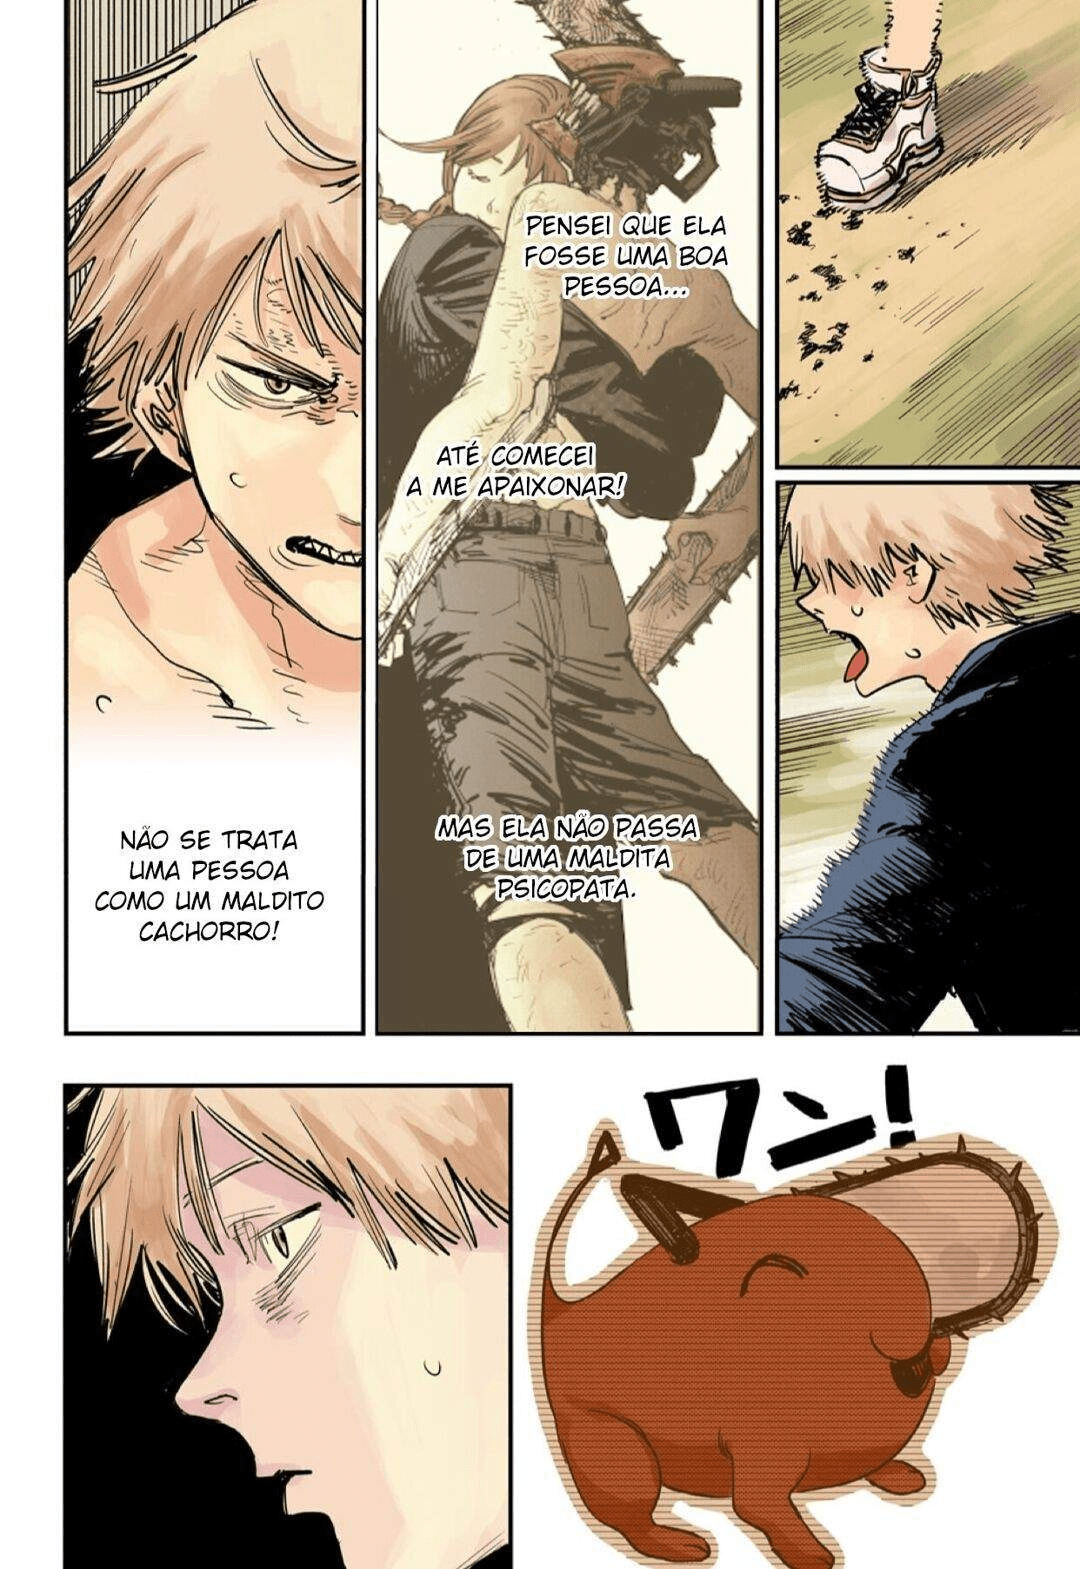 PENSEI QUE ELA
FOSSE UMA BOA
PESSOA...
ATÉ COMECEI
A ME APAIXONAR!
MAS ELA NÃO PASSA
DE UMA MALDITA
PSICOPATA.
NÃO SE TRATA
UMA PESSOA
COMO UM MALDITO
CACHORRO!
ワン!